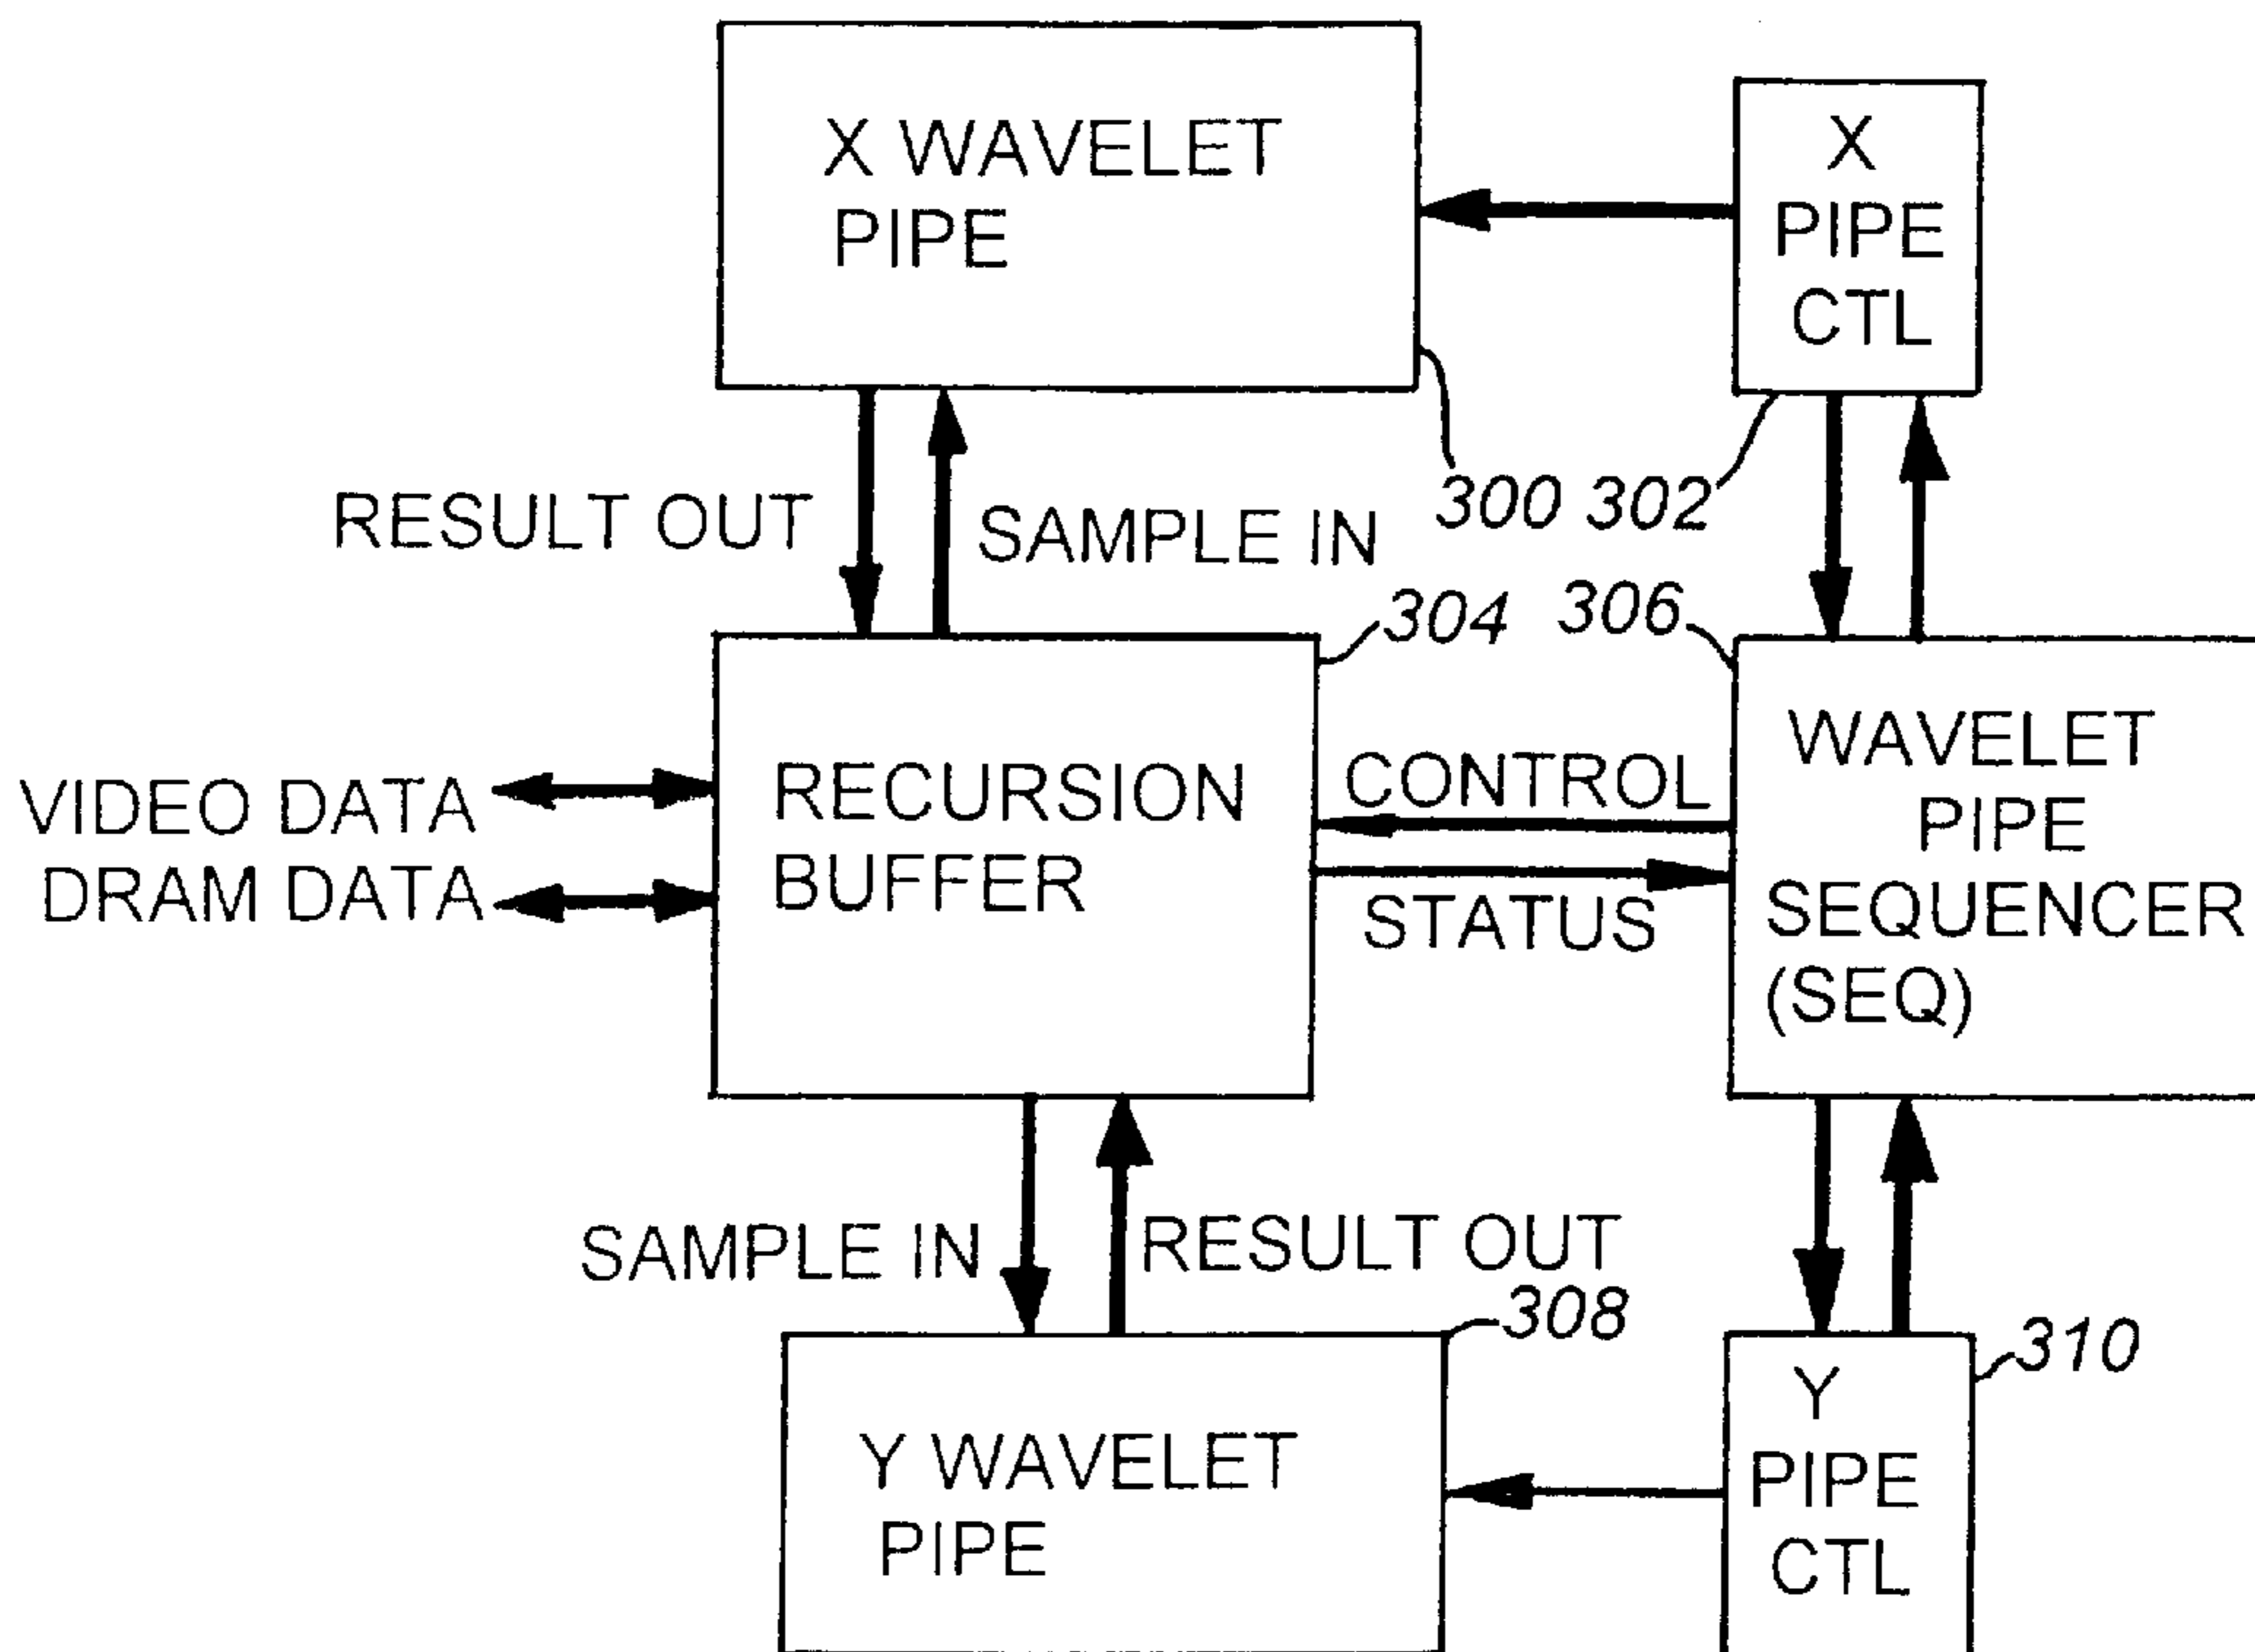 X WAVELET
PIPE
X
PIPE
CTL
RESULT OUT
SAMPLE IN
300
302
304
306
VIDEO DATA
DRAM DATA
RECURSION
BUFFER
CONTROL
STATUS
WAVELET
PIPE
SEQUENCER
(SEQ)
SAMPLE IN
RESULT OUT
308
310
Y WAVELET
PIPE
Y
PIPE
CTL